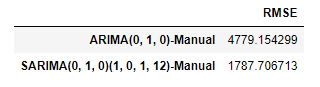 RMSE
ARIMA(0, 1, 0)-Manual 4779.154299
SARIMA(0, 1, 0)(1, 0, 1, 12)-Manual 1787.706713